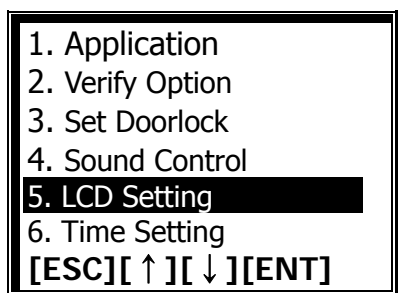 1. Application
2. Verify Option
3. Set Doorlock
4. Sound Control
5. LCD Setting
6. Time Setting
[ESC][↑][↓][ENT]